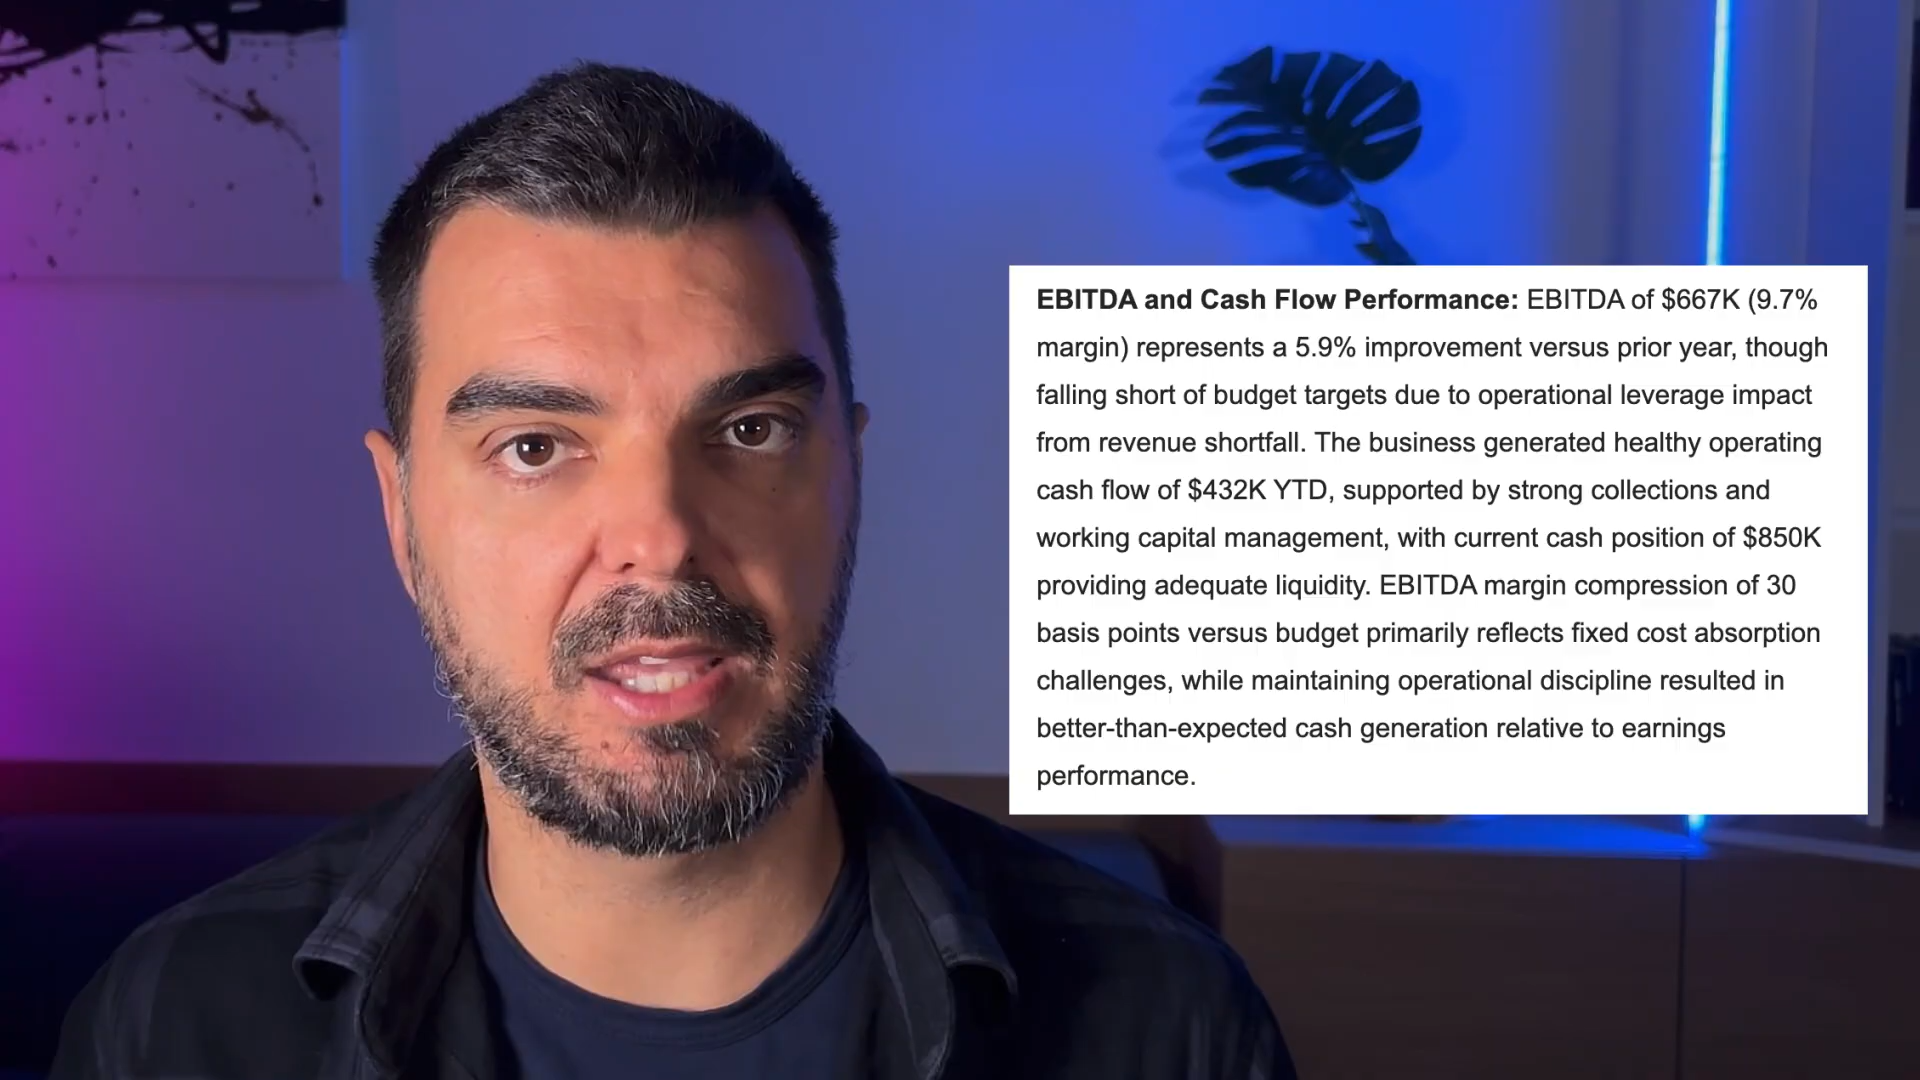 EBITDA and Cash Flow Performance: EBITDA of $667K (9.7%
margin) represents a 5.9% improvement versus prior year, though
falling short of budget targets due to operational leverage impact
from revenue shortfall. The business generated healthy operating
cash flow of $432K YTD, supported by strong collections and
working capital management, with current cash position of $850K
providing adequate liquidity. EBITDA margin compression of 30
basis points versus budget primarily reflects fixed cost absorption
challenges, while maintaining operational discipline resulted in
better-than-expected cash generation relative to earnings
performance.